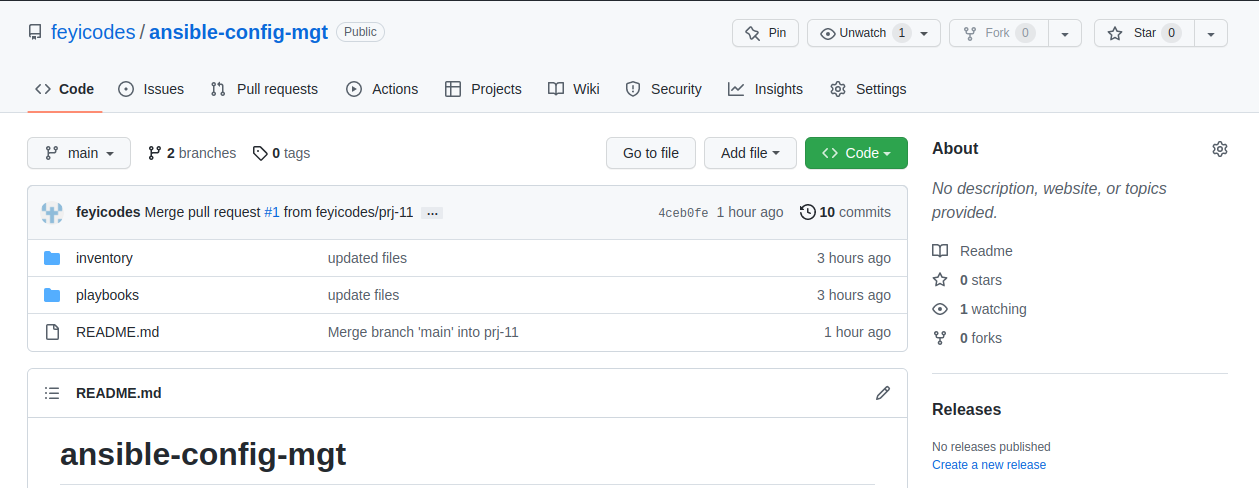 feyicodes / ansible-config-mgt Public Pin Unwatch 1 Fork 0 Star 0
Code Issues Pull requests Actions Projects Wiki Security Insights Settings
main 2 branches 0 tags Go to file Add file Code
About
No description, website, or topics
provided.
feyicodes Merge pull request #1 from feyicodes/prj-11 ... 4ceb0fe 1 hour ago 10 commits
inventory updated files 3 hours ago
playbooks update files 3 hours ago
README.md Merge branch 'main' into prj-11 1 hour ago
Readme
0 stars
1 watching
0 forks
README.md
ansible-config-mgt
Releases
No releases published
Create a new release